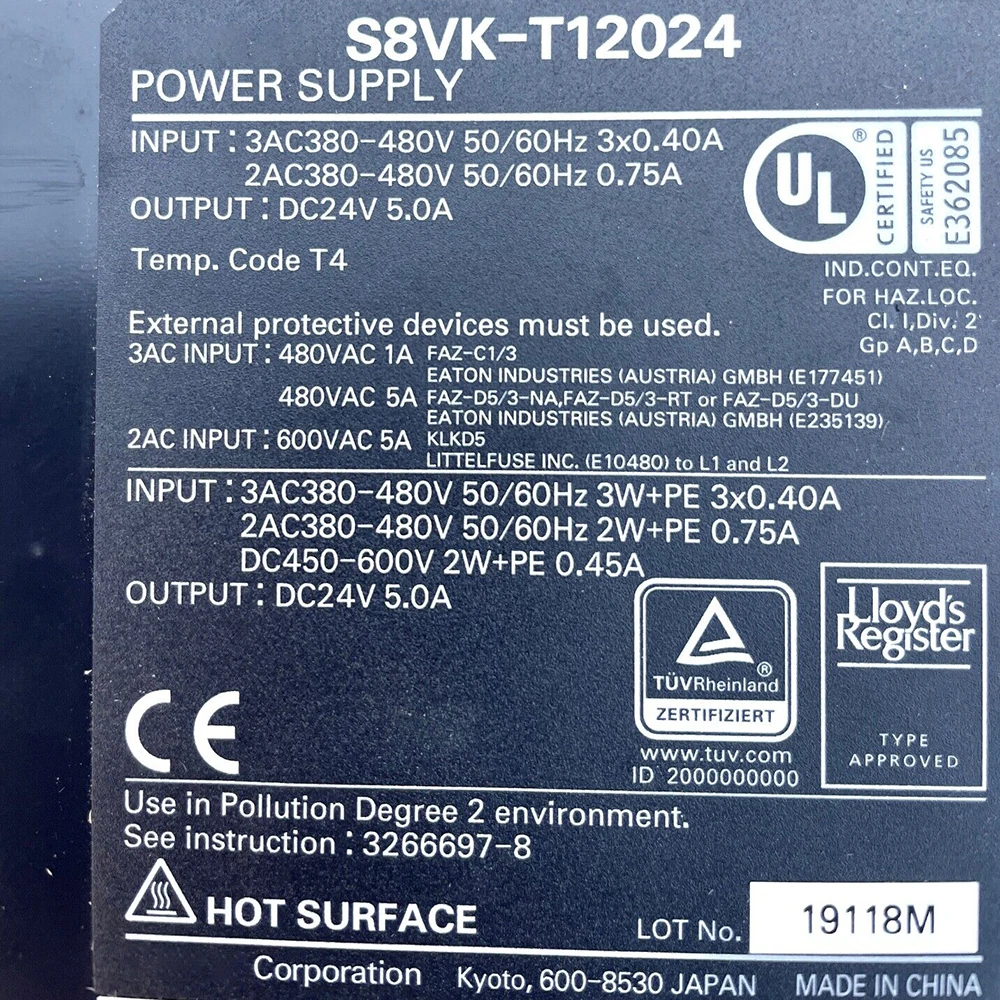 S8VK-T12024
POWER SUPPLY
INPUT : 3AC380-480V 50/60Hz 3x0.40A
2AC380-480V 50/60Hz 0.75A
OUTPUT : DC24V 5.0A
Temp. Code T4
UL ® CERTIFIED
SAFETY US
E362085
IND.CONT.EQ.
FOR HAZ.LOC.
Cl. I,Div. 2
Gp A,B,C,D
External protective devices must be used.
3AC INPUT : 480VAC 1A FAZ-C1/3
EATON INDUSTRIES (AUSTRIA) GMBH (E177451)
480VAC 5A FAZ-D5/3-NA,FAZ-D5/3-RT or FAZ-D5/3-DU
EATON INDUSTRIES (AUSTRIA) GMBH (E235139)
2AC INPUT : 600VAC 5A KLKD5
LITTELFUSE INC. (E10480) to L1 and L2
INPUT : 3AC380-480V 50/60Hz 3W+PE 3x0.40A
2AC380-480V 50/60Hz 2W+PE 0.75A
DC450-600V 2W+PE 0.45A
OUTPUT : DC24V 5.0A
CE
®
TÜVRheinland
ZERTIFIZIERT
www.tuv.com
ID 2000000000
Lloyd's
Register
TYPE
APPROVED
Use in Pollution Degree 2 environment.
See instruction : 3266697-8
HOT SURFACE
LOT No. 19118M
Corporation Kyoto, 600-8530 JAPAN MADE IN CHINA